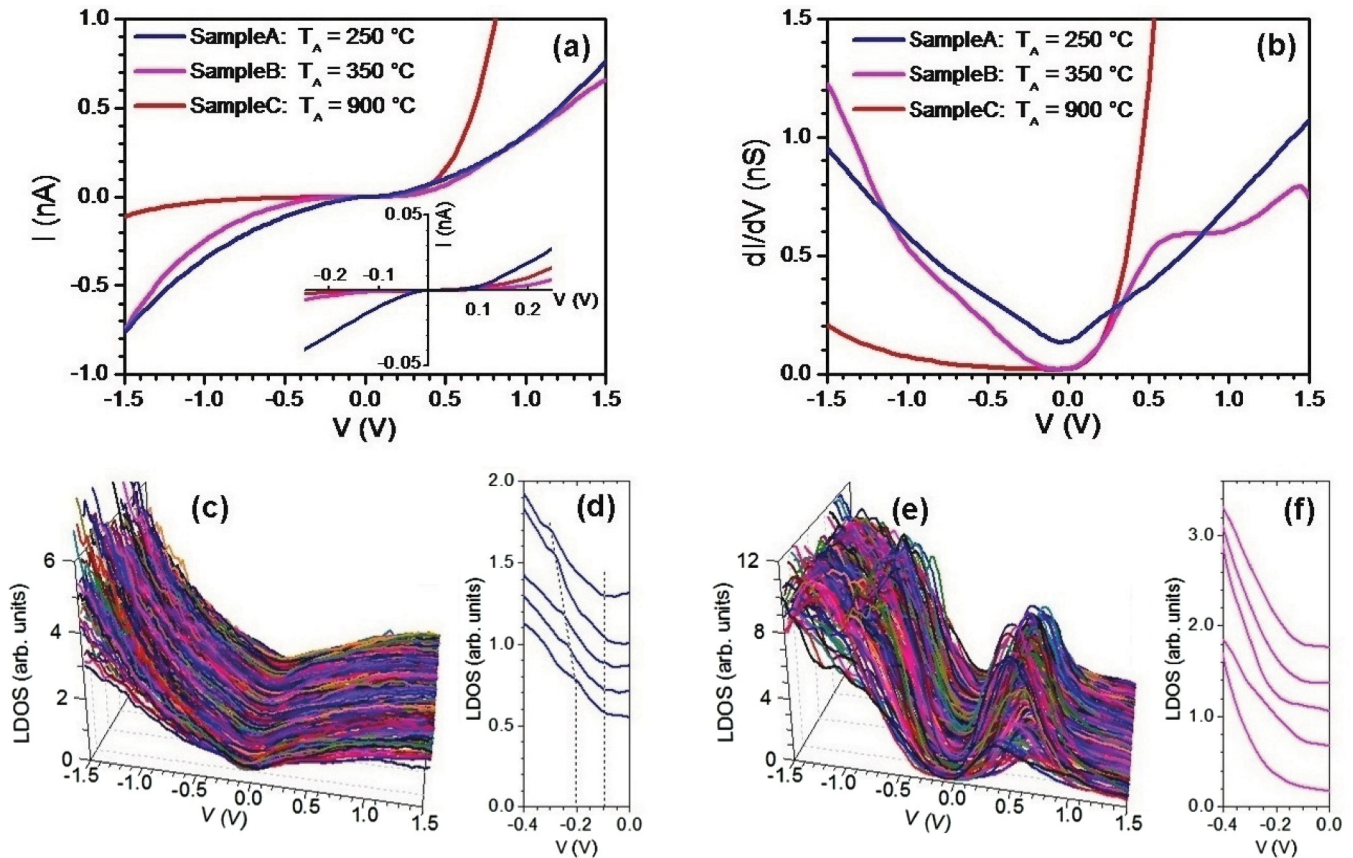 (a)
SampleA: T_A = 250 °C
SampleB: T_A = 350 °C
SampleC: T_A = 900 °C
1.0
0.5
0.0
-0.5
-1.0
I (nA)
-1.5 -1.0 -0.5 0.0 0.5 1.0 1.5
V (V)
0.05
I (nA)
-0.2 -0.1
0.1 0.2
V (V)
-0.05
(b)
SampleA: T_A = 250 °C
SampleB: T_A = 350 °C
SampleC: T_A = 900 °C
1.5
1.0
0.5
0.0
dI/dV (nS)
-1.5 -1.0 -0.5 0.0 0.5 1.0 1.5
V (V)
(c)
6
4
2
0
LDOS (arb. units)
-1.5 -1.0 -0.5 0.0 0.5 1.0 1.5
V (V)
(d)
2.0
1.5
1.0
0.5
0.0
LDOS (arb. units)
-0.4 -0.2 0.0
V (V)
(e)
12
8
4
0
LDOS (arb. units)
-1.5 -1.0 -0.5 0.0 0.5 1.0 1.5
V (V)
(f)
3.0
2.0
1.0
0.0
LDOS (arb. units)
-0.4 -0.2 0.0
V (V)